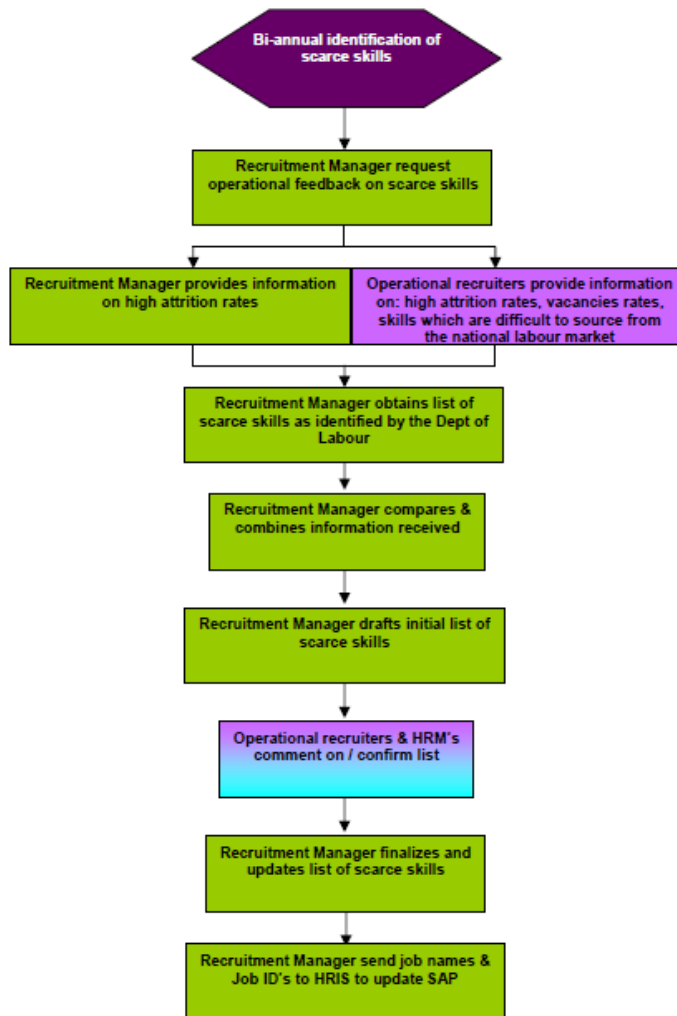 Bi-annual identification of
scarce skills
Recruitment Manager request
operational feedback on scarce skills
Recruitment Manager provides information
on high attrition rates
Operational recruiters provide information
on: high attrition rates, vacancies rates,
skills which are difficult to source from
the national labour market
Recruitment Manager obtains list of
scarce skills as identified by the Dept of
Labour
Recruitment Manager compares &
combines information received
Recruitment Manager drafts initial list of
scarce skills
Operational recruiters & HRM's
comment on / confirm list
Recruitment Manager finalizes and
updates list of scarce skills
Recruitment Manager send job names &
Job ID's to HRIS to update SAP